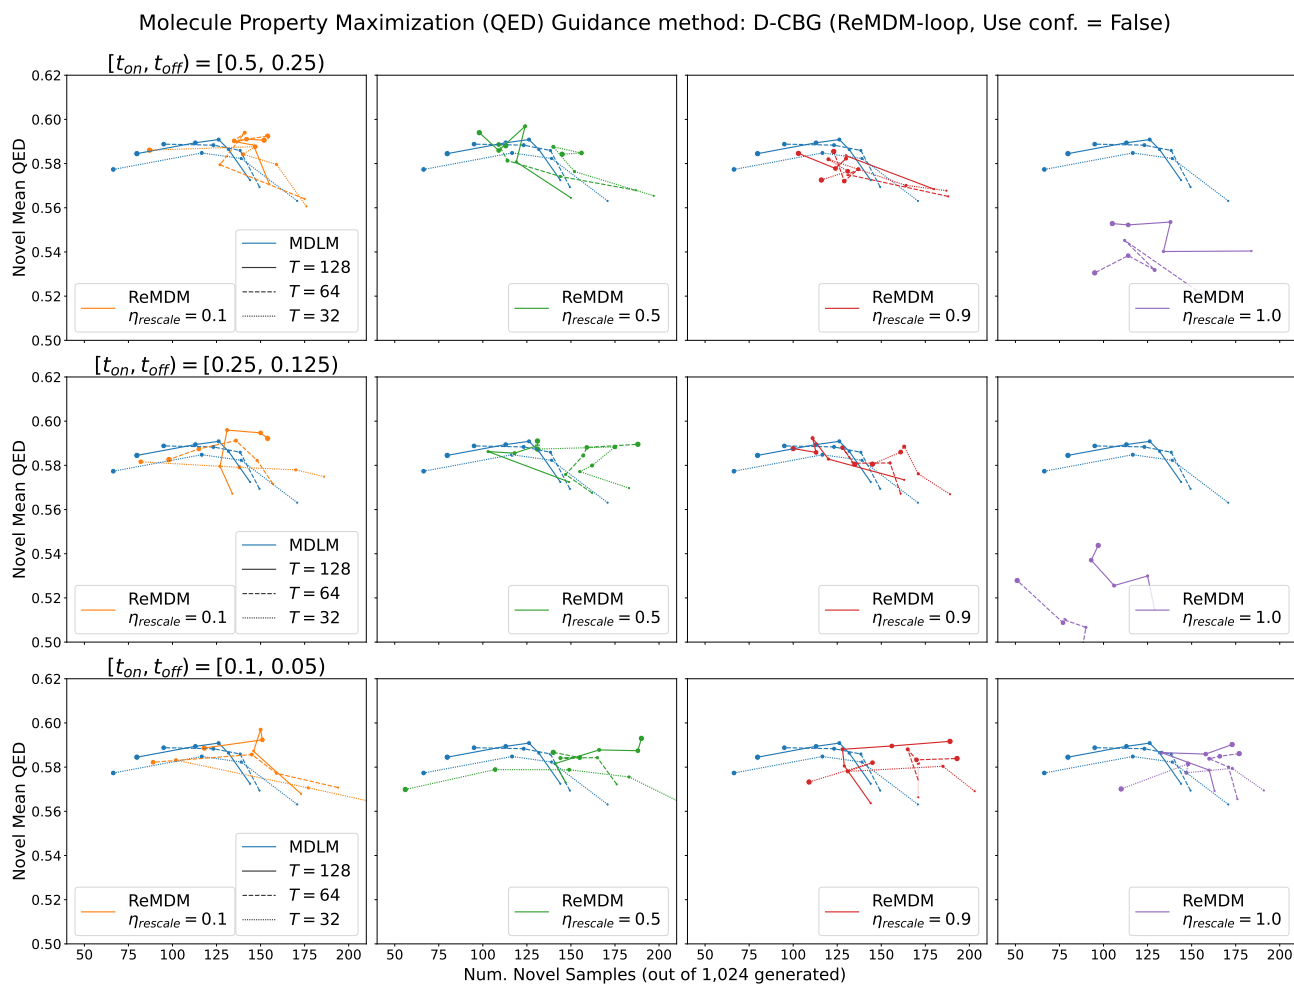 Molecule Property Maximization (QED) Guidance method: D-CBG (ReMDM-loop, Use conf. = False)
[t_on, t_off) = [0.5, 0.25)
Novel Mean QED
0.62
0.60
0.58
0.56
0.54
0.52
0.50
MDLM
T = 128
T = 64
T = 32
ReMDM
η_rescale = 0.1
ReMDM
η_rescale = 0.5
ReMDM
η_rescale = 0.9
ReMDM
η_rescale = 1.0
[t_on, t_off) = [0.25, 0.125)
Novel Mean QED
0.62
0.60
0.58
0.56
0.54
0.52
0.50
MDLM
T = 128
T = 64
T = 32
ReMDM
η_rescale = 0.1
ReMDM
η_rescale = 0.5
ReMDM
η_rescale = 0.9
ReMDM
η_rescale = 1.0
[t_on, t_off) = [0.1, 0.05)
Novel Mean QED
0.62
0.60
0.58
0.56
0.54
0.52
0.50
MDLM
T = 128
T = 64
T = 32
ReMDM
η_rescale = 0.1
ReMDM
η_rescale = 0.5
ReMDM
η_rescale = 0.9
ReMDM
η_rescale = 1.0
50 75 100 125 150 175 200
50 75 100 125 150 175 200
50 75 100 125 150 175 200
50 75 100 125 150 175 200
Num. Novel Samples (out of 1,024 generated)